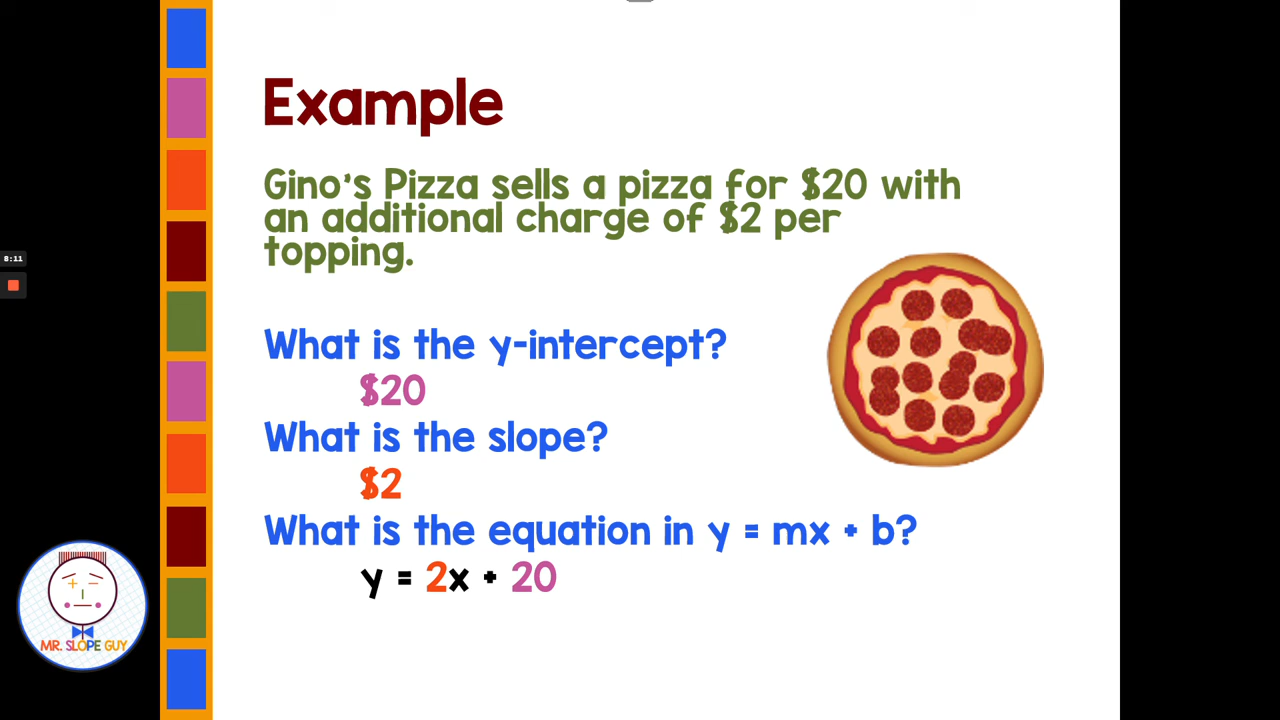 8:11
Example
Gino's Pizza sells a pizza for $20 with
an additional charge of $2 per
topping.
What is the y-intercept?
$20
What is the slope?
$2
What is the equation in y = mx + b?
y = 2x + 20
MR. SLOPE GUY